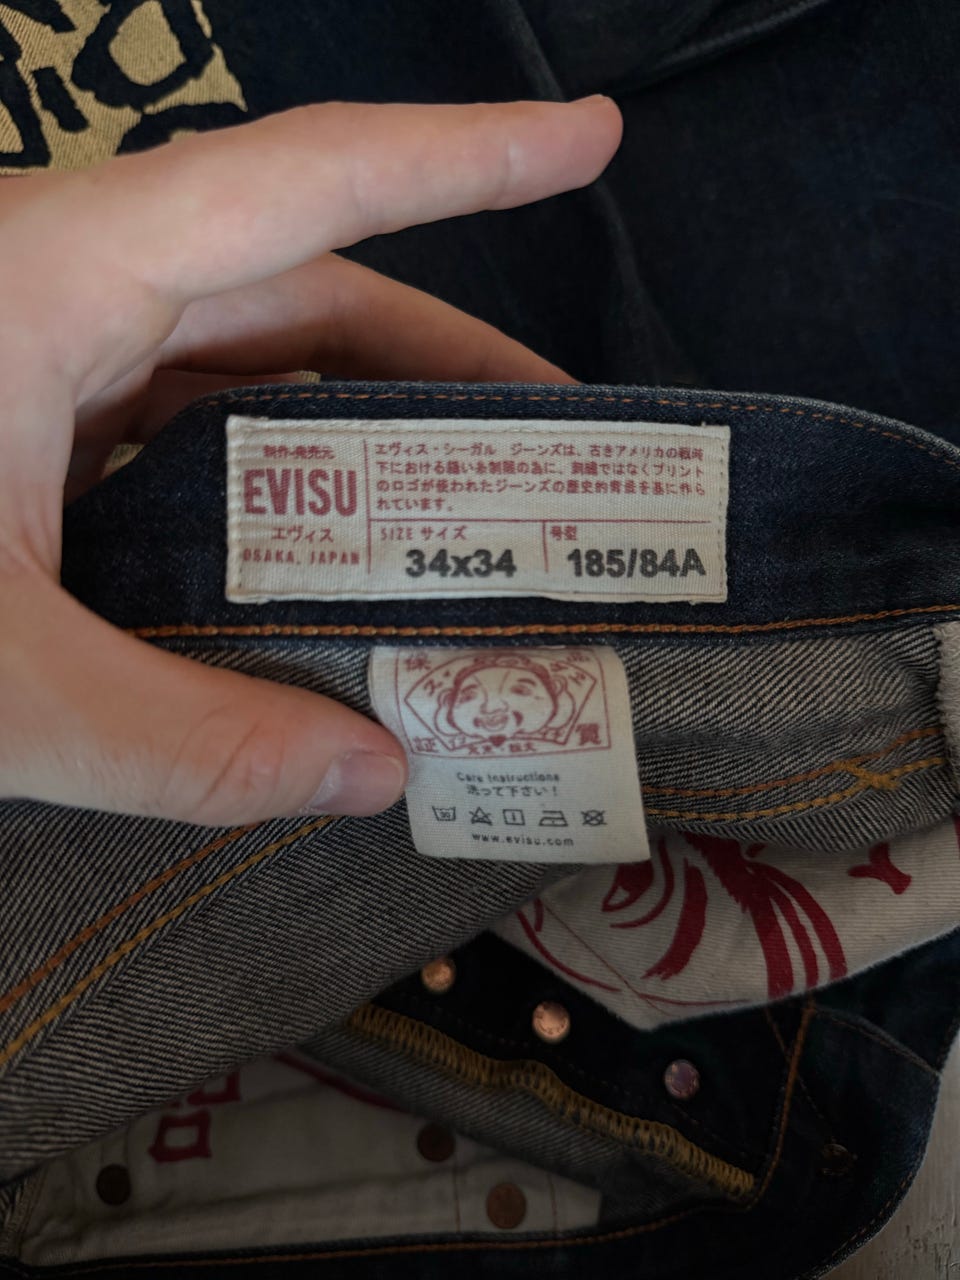 制作·発売元
EVISU
エヴィス
OSAKA, JAPAN
エヴィス・シーガル ジーンズは、古きアメリカの戦時
下における縫い糸制限の為に、刺繍ではなくプリント
のロゴが使われたジーンズの歴史的背景を基に作ら
れています。
SIZE サイズ
34x34
号型
185/84A
保
証
質
Care Instructions
洗って下さい!
30
www.evisu.com